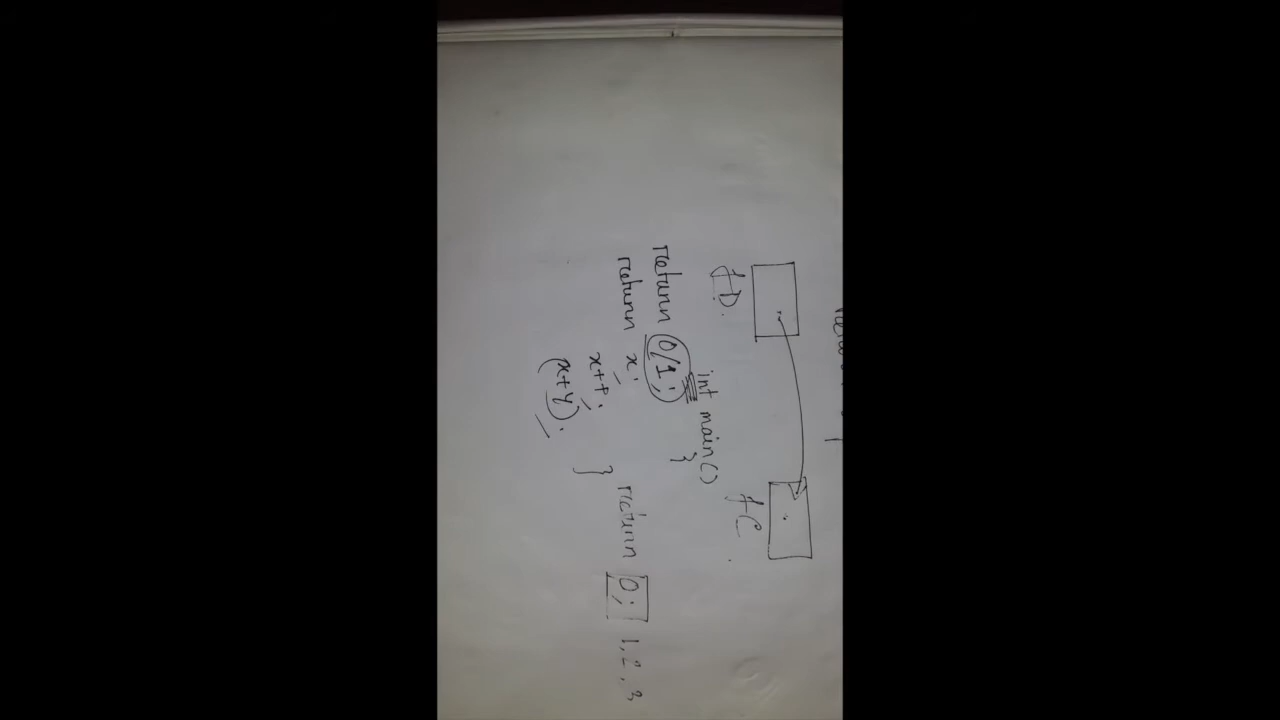 fD. fC
int main()
return 0/1; }
return x; } return 0; 1, 2, 3
x++;
(x+y).